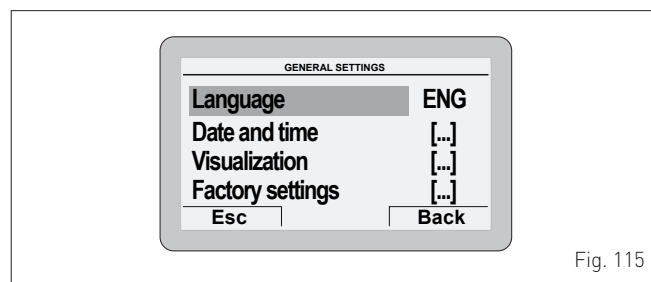 GENERAL SETTINGS
Language ENG
Date and time [...]
Visualization [...]
Factory settings [...]
Esc Back
Fig. 115